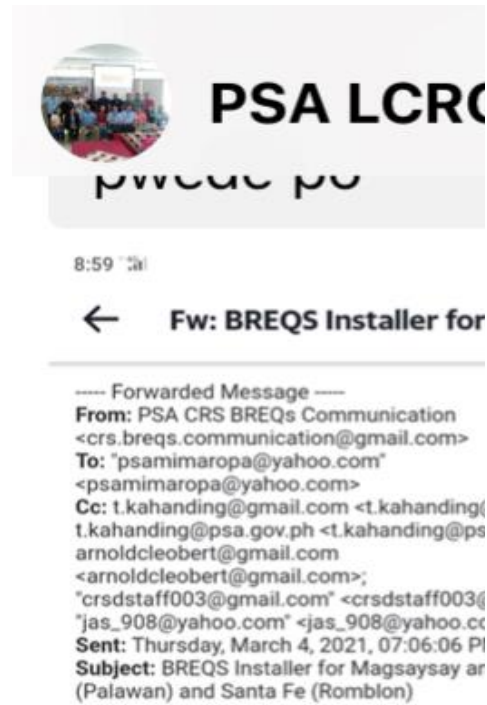 PSA LCRO
pwede po
8:59
Fw: BREQS Installer for
----- Forwarded Message -----
From: PSA CRS BREQs Communication
<crs.breqs.communication@gmail.com>
To: "psamimaropa@yahoo.com"
<psamimaropa@yahoo.com>
Cc: t.kahanding@gmail.com <t.kahanding@
t.kahanding@psa.gov.ph <t.kahanding@ps
arnoldcleobert@gmail.com
<arnoldcleobert@gmail.com>;
"crsdstaff003@gmail.com" <crsdstaff003@
"jas_908@yahoo.com" <jas_908@yahoo.co
Sent: Thursday, March 4, 2021, 07:06:06 PM
Subject: BREQS Installer for Magsaysay an
(Palawan) and Santa Fe (Romblon)